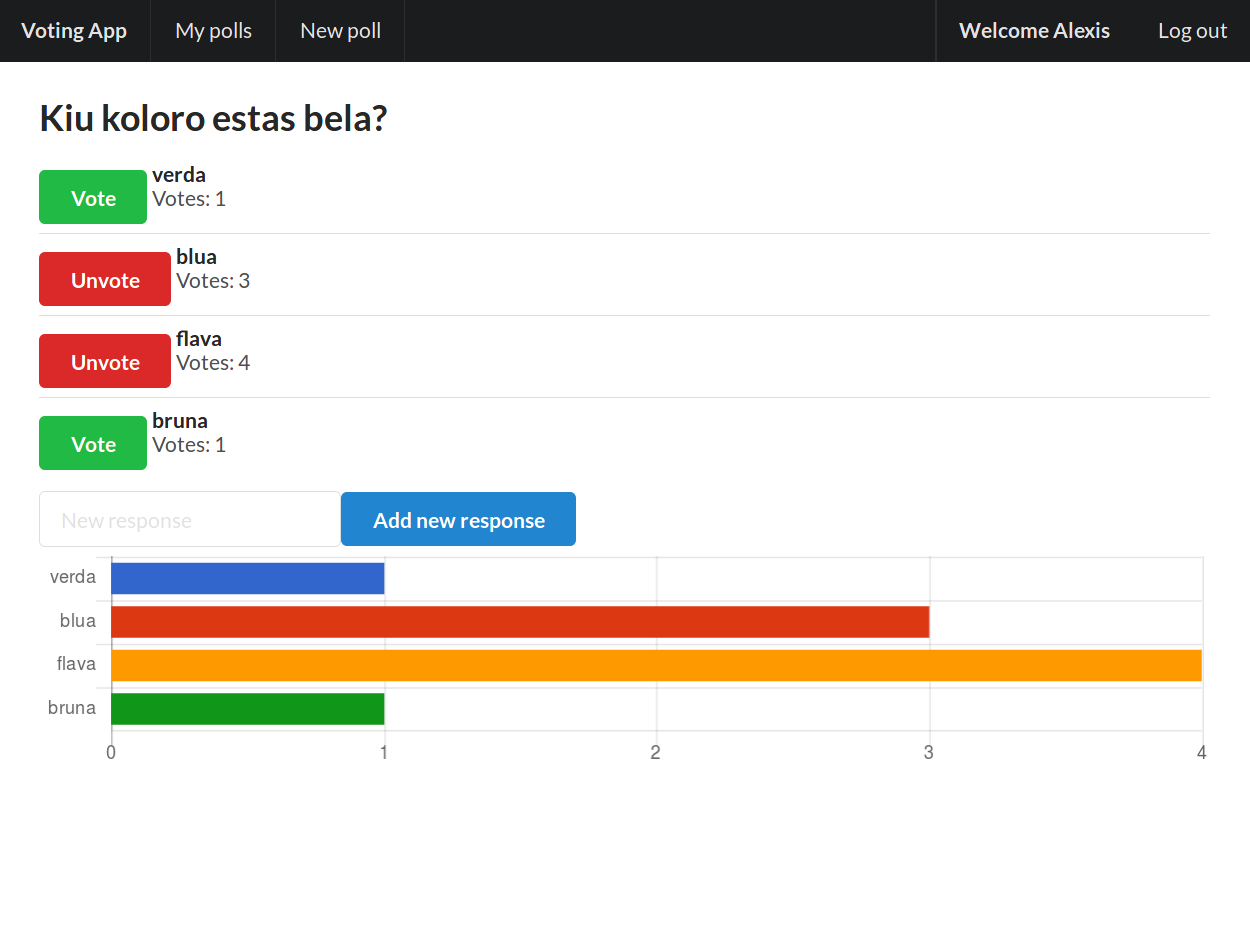 Voting App My polls New poll Welcome Alexis Log out
Kiu koloro estas bela?
verda
Vote Votes: 1
blua
Unvote Votes: 3
flava
Unvote Votes: 4
bruna
Vote Votes: 1
New response Add new response
verda
blua
flava
bruna
0 1 2 3 4